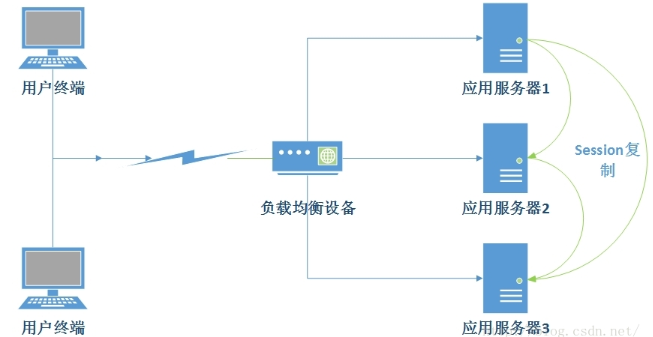 用户终端
应用服务器1
Session复
制
负载均衡设备
应用服务器2
用户终端
应用服务器3
blog.csdn.net/